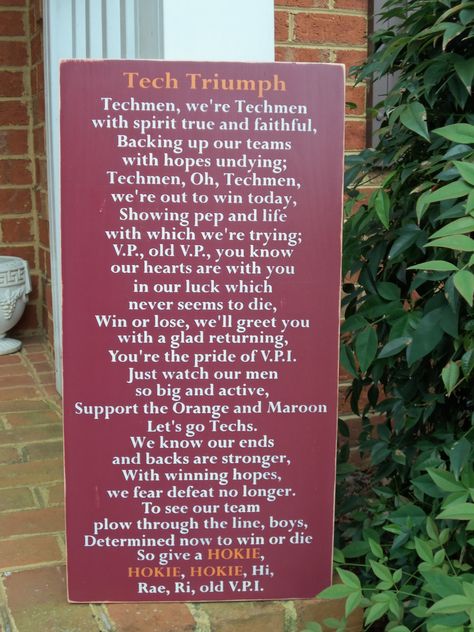 Tech Triumph
Techmen, we're Techmen
with spirit true and faithful,
Backing up our teams
with hopes undying;
Techmen, Oh, Techmen,
we're out to win today,
Showing pep and life
with which we're trying;
V.P., old V.P., you know
our hearts are with you
in our luck which
never seems to die,
Win or lose, we'll greet you
with a glad returning,
You're the pride of V.P.I.
Just watch our men
so big and active,
Support the Orange and Maroon
Let's go Techs.
We know our ends
and backs are stronger,
With winning hopes,
we fear defeat no longer.
To see our team
plow through the line, boys,
Determined now to win or die
So give a HOKIE,
HOKIE, HOKIE, Hi,
Rae, Ri, old V.P.I.